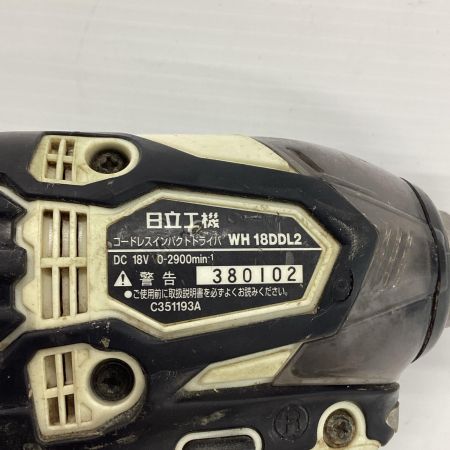 日立工機
コードレスインパクトドライバ WH 18DDL2
DC 18V 0-2900min-1
警告 380102
●ご使用前に取扱説明書を必ずよくお読みください。
C351193A
H